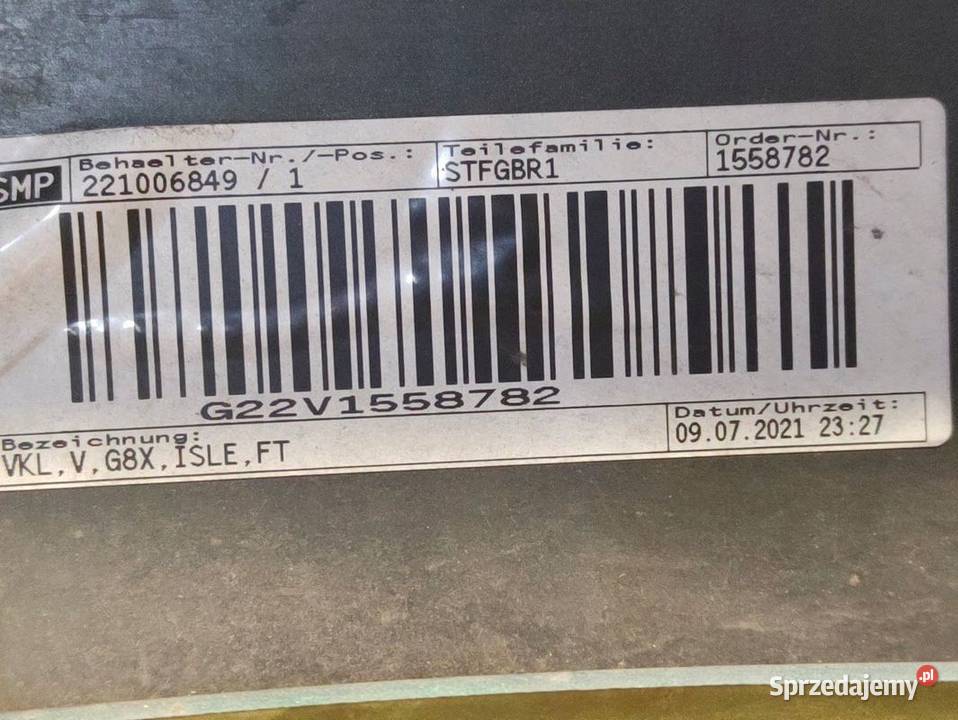 SMP
Behaelter-Nr./-Pos.:
221006849 / 1
Teilefamilie:
STFGBR1
Order-Nr.:
1558782
G22V1558782
Bezeichnung:
VKL,V,G8X,ISLE,FT
Datum/Uhrzeit:
09.07.2021 23:27
Sprzedajemy.pl